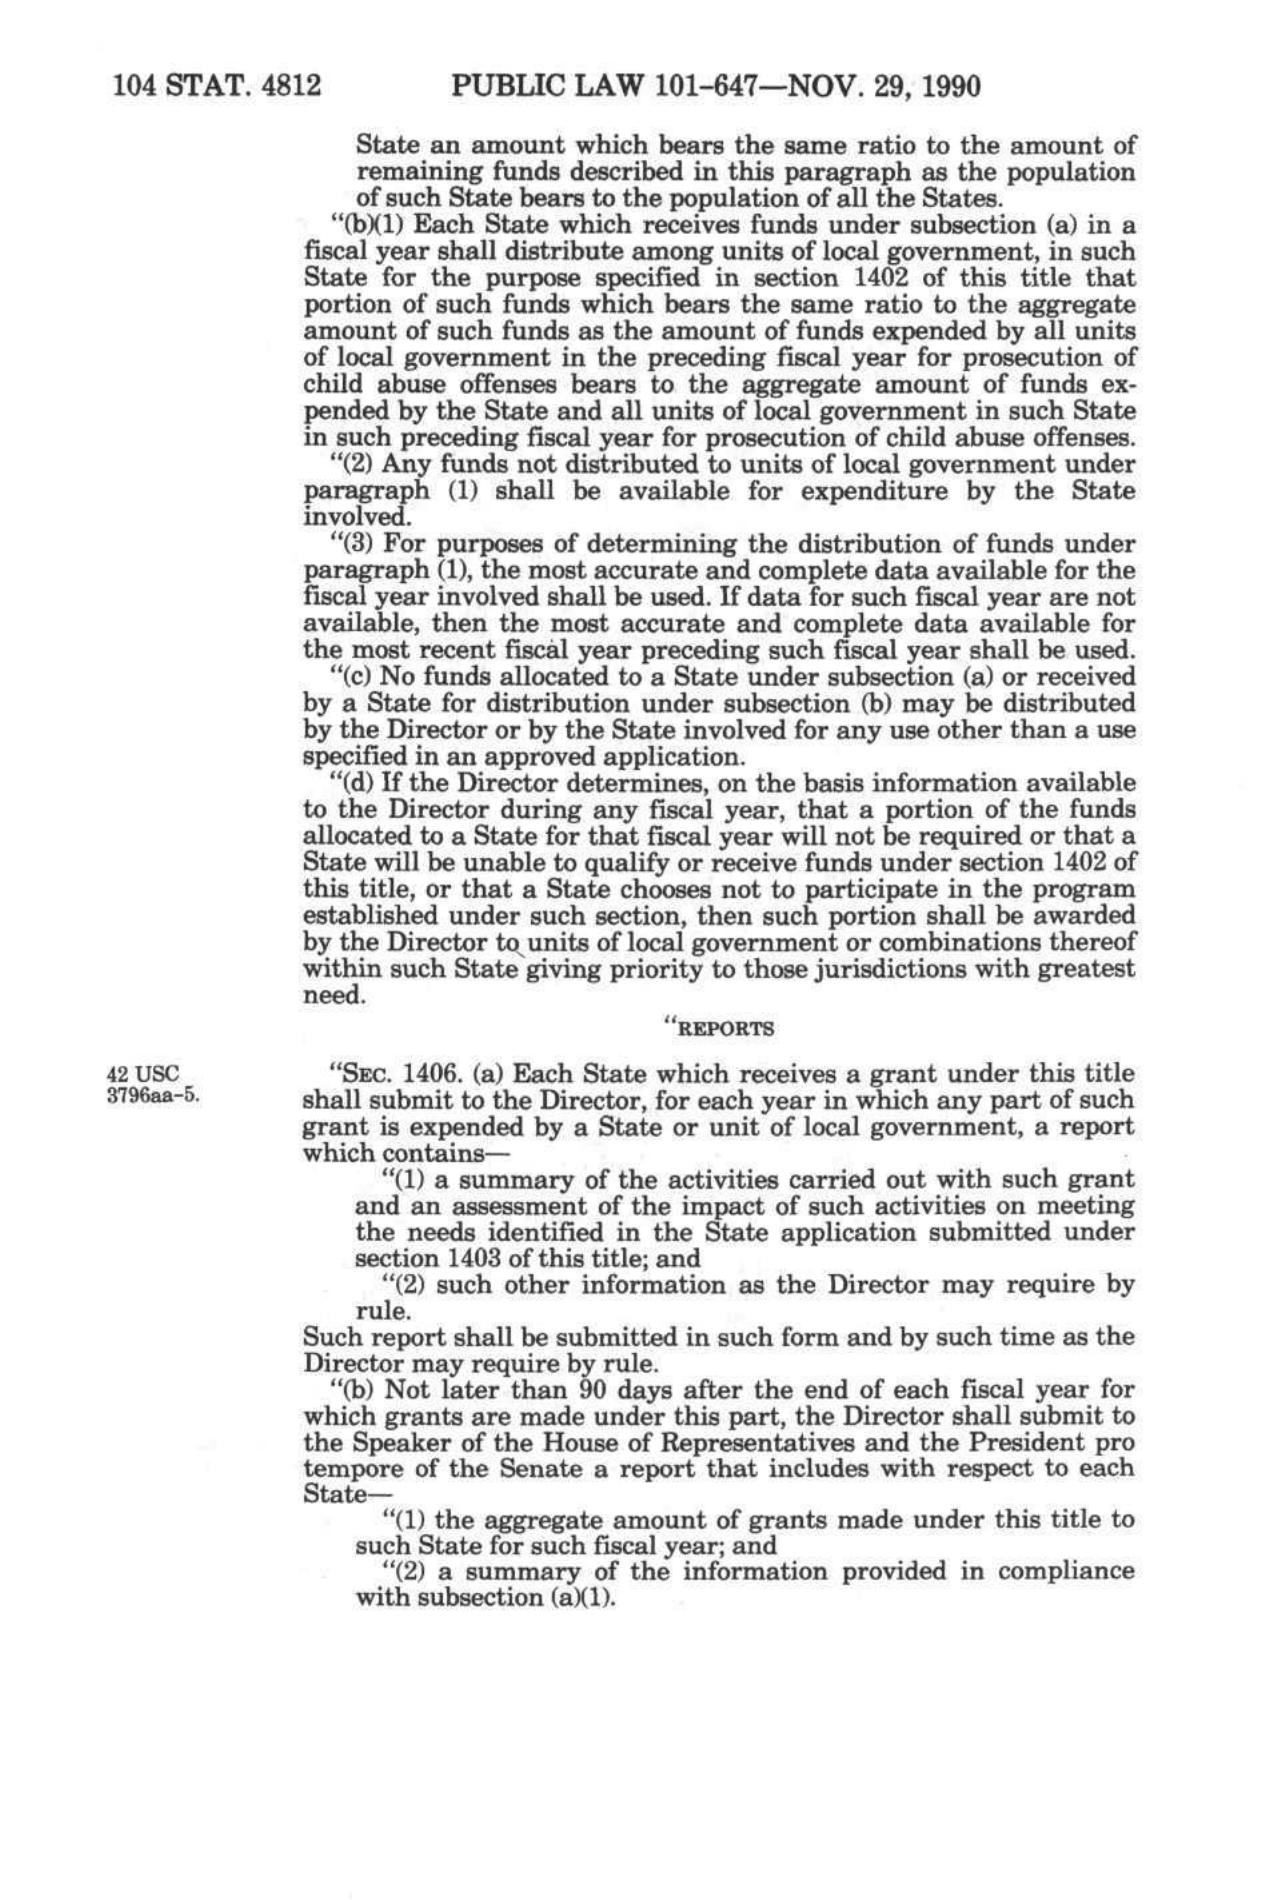 104 STAT. 4812 PUBLIC LAW 101–647—NOV. 29, 1990
State an amount which bears the same ratio to the amount of
remaining funds described in this paragraph as the population
of such State bears to the population of all the States.
“(b)(1) Each State which receives funds under subsection (a) in a
fiscal year shall distribute among units of local government, in such
State for the purpose specified in section 1402 of this title that
portion of such funds which bears the same ratio to the aggregate
amount of such funds as the amount of funds expended by all units
of local government in the preceding fiscal year for prosecution of
child abuse offenses bears to the aggregate amount of funds ex-
pended by the State and all units of local government in such State
in such preceding fiscal year for prosecution of child abuse offenses.
“(2) Any funds not distributed to units of local government under
paragraph (1) shall be available for expenditure by the State
involved.
“(3) For purposes of determining the distribution of funds under
paragraph (1), the most accurate and complete data available for the
fiscal year involved shall be used. If data for such fiscal year are not
available, then the most accurate and complete data available for
the most recent fiscal year preceding such fiscal year shall be used.
“(c) No funds allocated to a State under subsection (a) or received
by a State for distribution under subsection (b) may be distributed
by the Director or by the State involved for any use other than a use
specified in an approved application.
“(d) If the Director determines, on the basis information available
to the Director during any fiscal year, that a portion of the funds
allocated to a State for that fiscal year will not be required or that a
State will be unable to qualify or receive funds under section 1402 of
this title, or that a State chooses not to participate in the program
established under such section, then such portion shall be awarded
by the Director to units of local government or combinations thereof
within such State giving priority to those jurisdictions with greatest
need.
“REPORTS
42 USC
3796aa–5.
“SEC. 1406. (a) Each State which receives a grant under this title
shall submit to the Director, for each year in which any part of such
grant is expended by a State or unit of local government, a report
which contains—
“(1) a summary of the activities carried out with such grant
and an assessment of the impact of such activities on meeting
the needs identified in the State application submitted under
section 1403 of this title; and
“(2) such other information as the Director may require by
rule.
Such report shall be submitted in such form and by such time as the
Director may require by rule.
“(b) Not later than 90 days after the end of each fiscal year for
which grants are made under this part, the Director shall submit to
the Speaker of the House of Representatives and the President pro
tempore of the Senate a report that includes with respect to each
State—
“(1) the aggregate amount of grants made under this title to
such State for such fiscal year; and
“(2) a summary of the information provided in compliance
with subsection (a)(1).